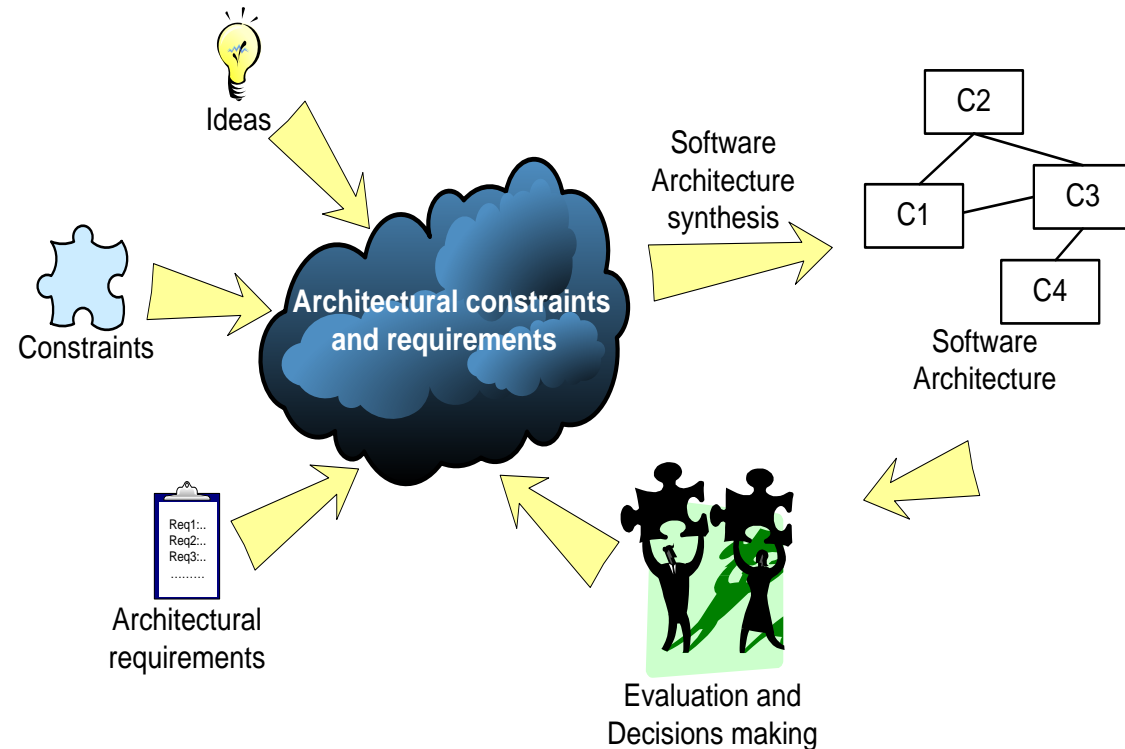 Ideas
Constraints
Req1:..
Req2:..
Req3:..
.........
Architectural
requirements
Architectural constraints
and requirements
Software
Architecture
synthesis
C2
C1
C3
C4
Software
Architecture
Evaluation and
Decisions making